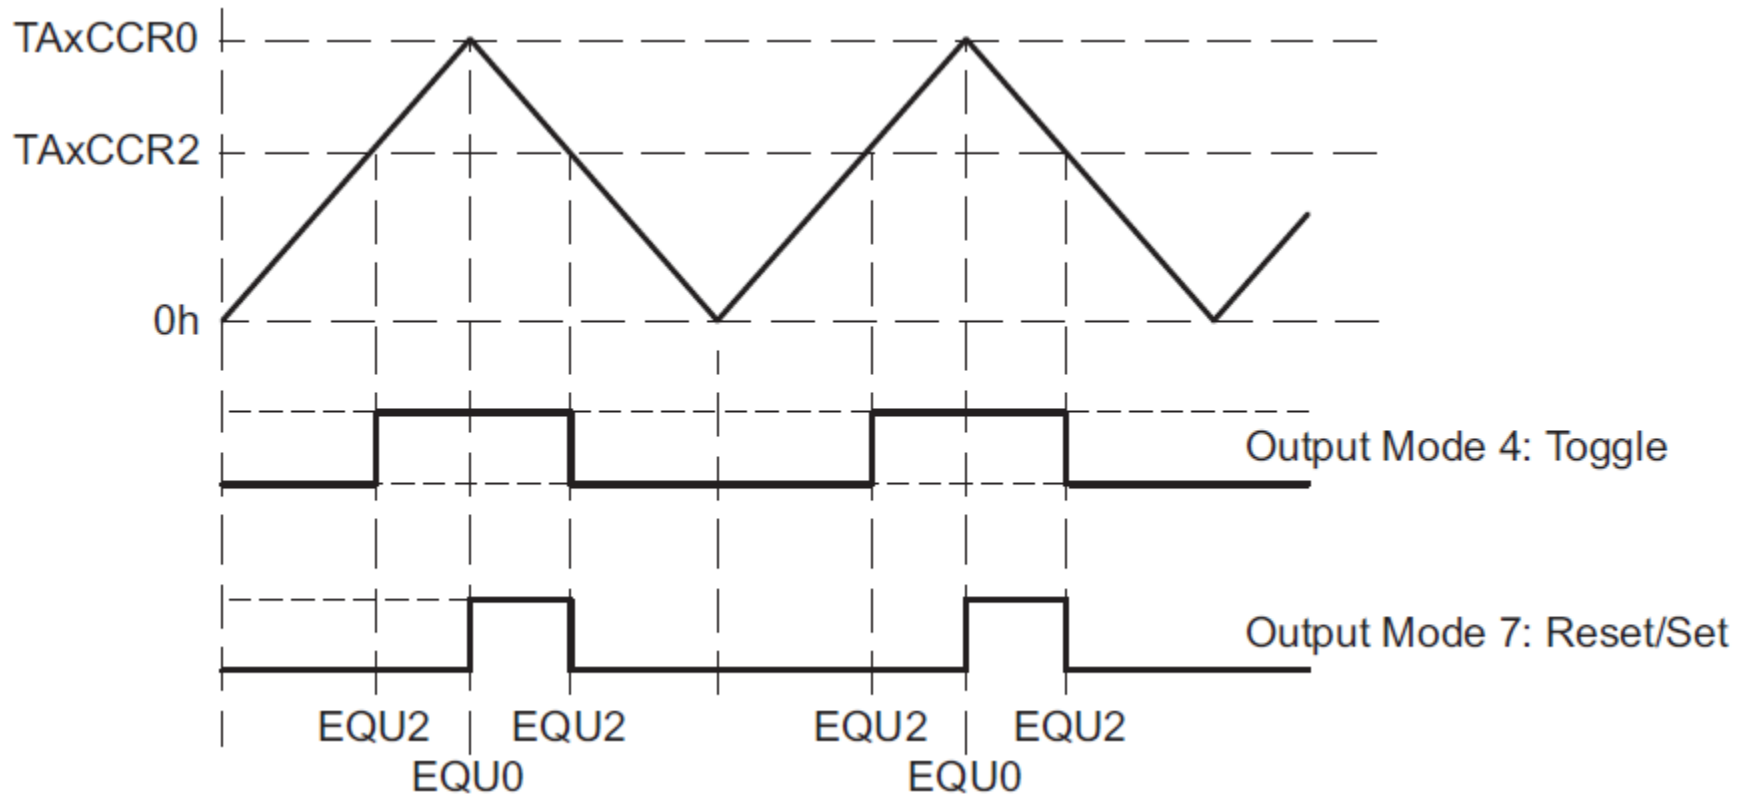 TAxCCR0
TAxCCR2
0h
Output Mode 4: Toggle
Output Mode 7: Reset/Set
EQU2 EQU2 EQU2 EQU2
EQU0 EQU0